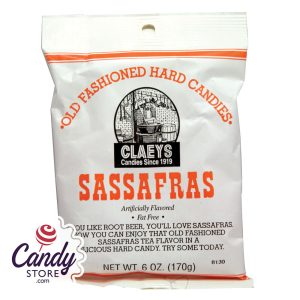 •OLD FASHIONED HARD CANDIES•
CLAEYS
Candies Since 1919
SASSAFRAS
Artificially Flavored
• Fat Free •
YOU LIKE ROOT BEER, YOU'LL LOVE SASSAFRAS.
NOW YOU CAN ENJOY THAT OLD FASHIONED
SASSAFRAS TEA FLAVOR IN A
ICIOUS HARD CANDY. TRY SOME TODAY.
NET WT. 6 OZ. (170g)
Candy
STORE.com